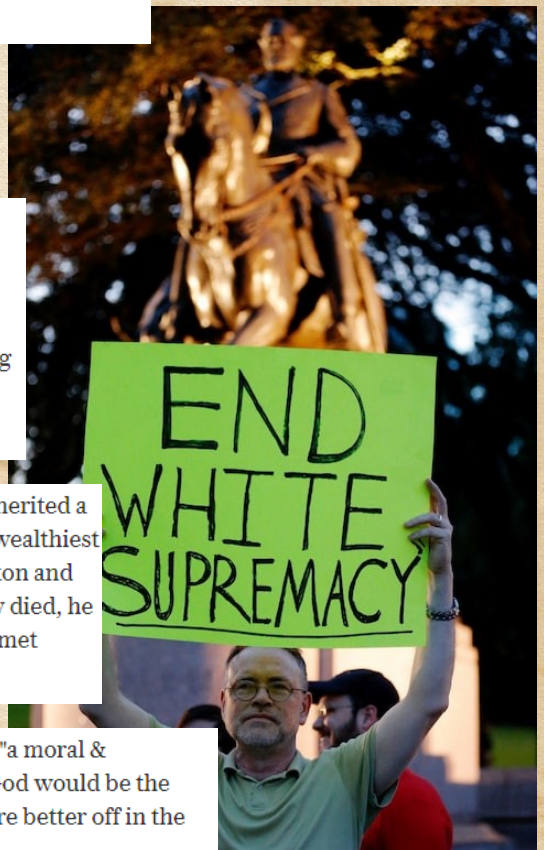 g
END
WHITE
SUPREMACY
herited a
wealthiest
ton and
y died, he
met
"a moral &
God would be the
re better off in the